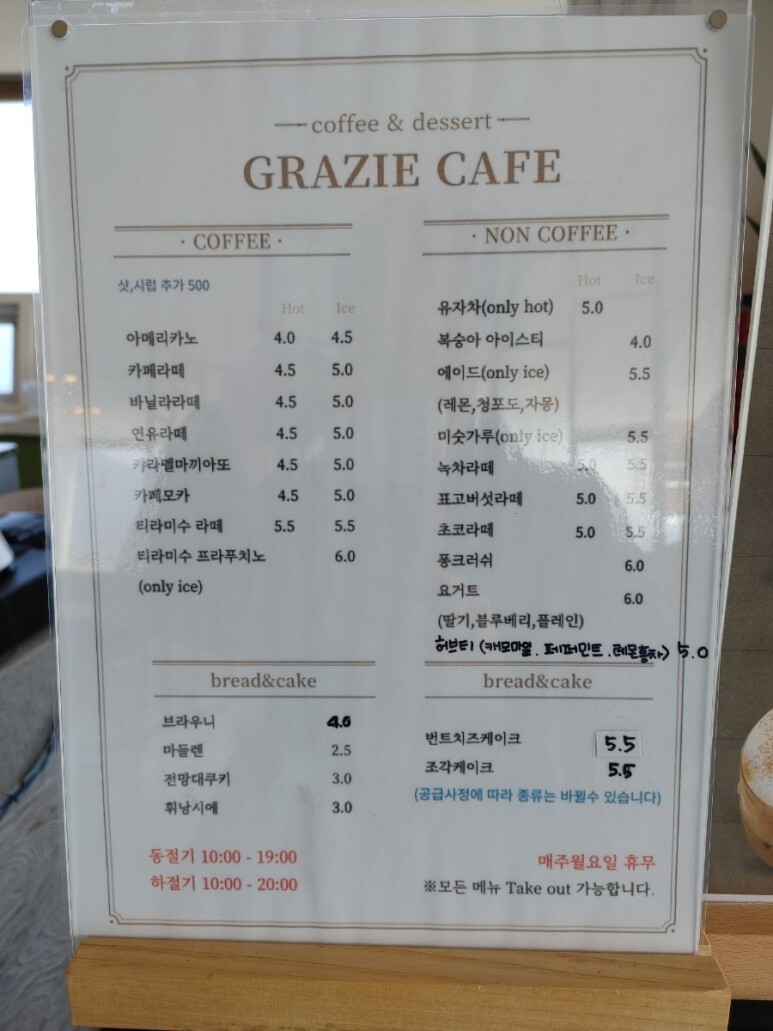 coffee & dessert
GRAZIE CAFE
· COFFEE ·
샷,시럽 추가 500
Hot Ice
아메리카노 4.0 4.5
카페라떼 4.5 5.0
바닐라라떼 4.5 5.0
연유라떼 4.5 5.0
캬라멜마끼아또 4.5 5.0
카페모카 4.5 5.0
티라미수 라떼 5.5 5.5
티라미수 프라푸치노 6.0
(only ice)
· NON COFFEE ·
Hot Ice
유자차(only hot) 5.0
복숭아 아이스티 4.0
에이드(only ice) 5.5
(레몬,청포도,자몽)
미숫가루(only ice) 5.5
녹차라떼 5.0 5.5
표고버섯라떼 5.0 5.5
초코라떼 5.0 5.5
퐁크러쉬 6.0
요거트 6.0
(딸기,블루베리,플레인)
허브티 (캐모마일. 페퍼민트. 레몬홍차) 5.0
bread&cake
브라우니 4.0
마들렌 2.5
전망대쿠키 3.0
휘낭시에 3.0
bread&cake
번트치즈케이크 5.5
조각케이크 5.5
(공급사정에 따라 종류는 바뀔수 있습니다)
동절기 10:00 - 19:00
하절기 10:00 - 20:00
매주월요일 휴무
※모든 메뉴 Take out 가능합니다.